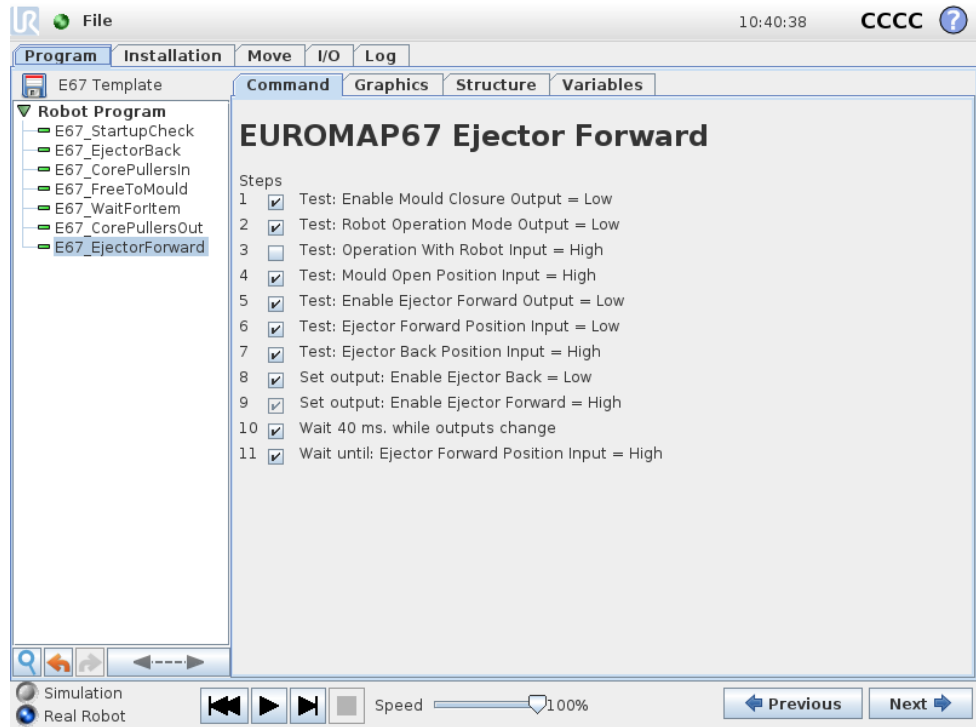 UR File 10:40:38 CCCC ?
Program Installation Move I/O Log
E67 Template Command Graphics Structure Variables
Robot Program
E67_StartupCheck
E67_EjectorBack
E67_CorePullersIn
E67_FreeToMould
E67_WaitForItem
E67_CorePullersOut
E67_EjectorForward
EUROMAP67 Ejector Forward
Steps
1 Test: Enable Mould Closure Output = Low
2 Test: Robot Operation Mode Output = Low
3 Test: Operation With Robot Input = High
4 Test: Mould Open Position Input = High
5 Test: Enable Ejector Forward Output = Low
6 Test: Ejector Forward Position Input = Low
7 Test: Ejector Back Position Input = High
8 Set output: Enable Ejector Back = Low
9 Set output: Enable Ejector Forward = High
10 Wait 40 ms. while outputs change
11 Wait until: Ejector Forward Position Input = High
Simulation
Real Robot
Speed 100% Previous Next